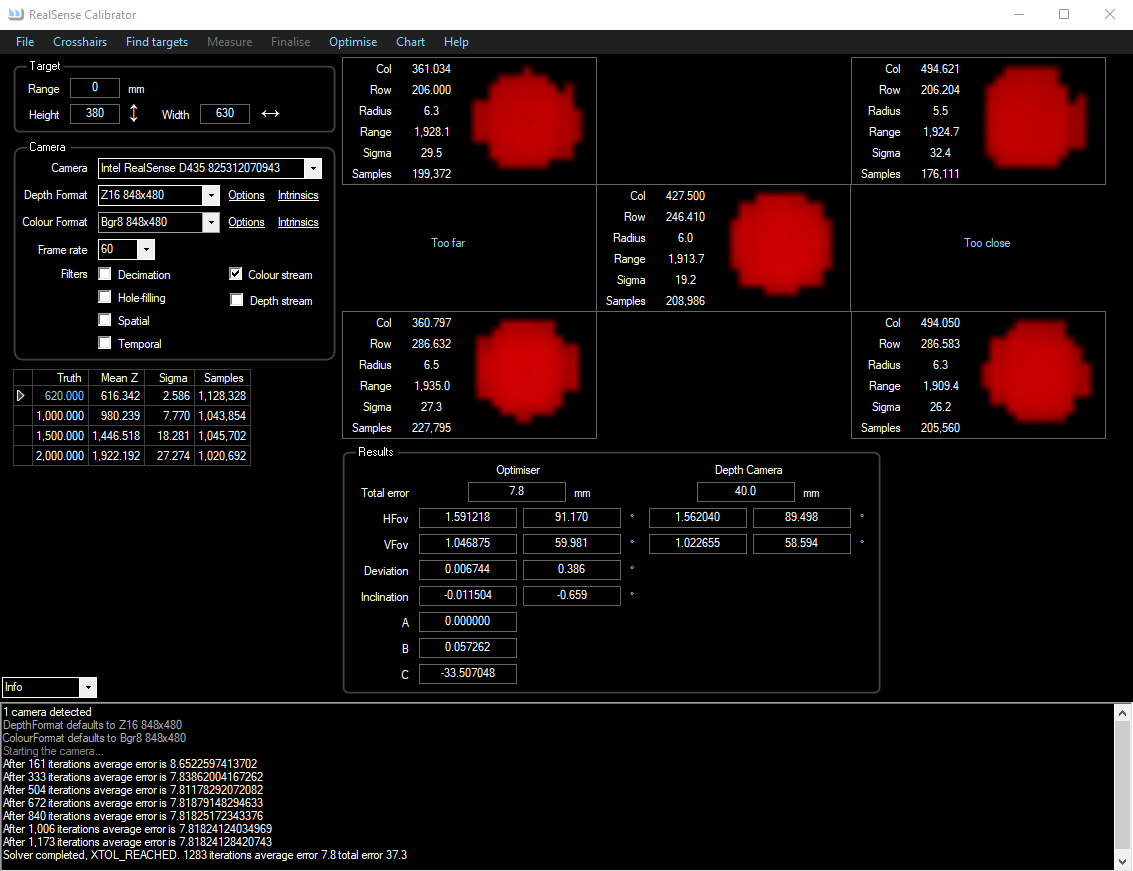 RealSense Calibrator
File Crosshairs Find targets Measure Finalise Optimise Chart Help
Target
Range 0 mm
Height 380 Width 630
Camera
Camera Intel RealSense D435 825312070943
Depth Format Z16 848x480 Options Intrinsics
Colour Format Bgr8 848x480 Options Intrinsics
Frame rate 60
Filters Decimation Colour stream
Hole-filling Depth stream
Spatial
Temporal
Truth Mean Z Sigma Samples
620.000 616.342 2.586 1,128,328
1,000.000 980.239 7.770 1,043,854
1,500.000 1,446.518 18.281 1,045,702
2,000.000 1,922.192 27.274 1,020,692
Col 361.034
Row 206.000
Radius 6.3
Range 1,928.1
Sigma 29.5
Samples 199,372
Col 494.621
Row 206.204
Radius 5.5
Range 1,924.7
Sigma 32.4
Samples 176,111
Too far
Col 427.500
Row 246.410
Radius 6.0
Range 1,913.7
Sigma 19.2
Samples 208,986
Too close
Col 360.797
Row 286.632
Radius 6.5
Range 1,935.0
Sigma 27.3
Samples 227,795
Col 494.050
Row 286.583
Radius 6.3
Range 1,909.4
Sigma 26.2
Samples 205,560
Results
Optimiser Depth Camera
Total error 7.8 mm 40.0 mm
HFov 1.591218 91.170 ° 1.562040 89.498 °
VFov 1.046875 59.981 ° 1.022655 58.594 °
Deviation 0.006744 0.386 °
Inclination -0.011504 -0.659 °
A 0.000000
B 0.057262
C -33.507048
Info
1 camera detected
DepthFormat defaults to Z16 848x480
ColourFormat defaults to Bgr8 848x480
Starting the camera...
After 161 iterations average error is 8.6522597413702
After 333 iterations average error is 7.83862004167262
After 504 iterations average error is 7.81178292072082
After 672 iterations average error is 7.81879148294633
After 840 iterations average error is 7.81825172343376
After 1,006 iterations average error is 7.81824124034969
After 1,173 iterations average error is 7.81824128420743
Solver completed, XTOL_REACHED. 1283 iterations average error 7.8 total error 37.3